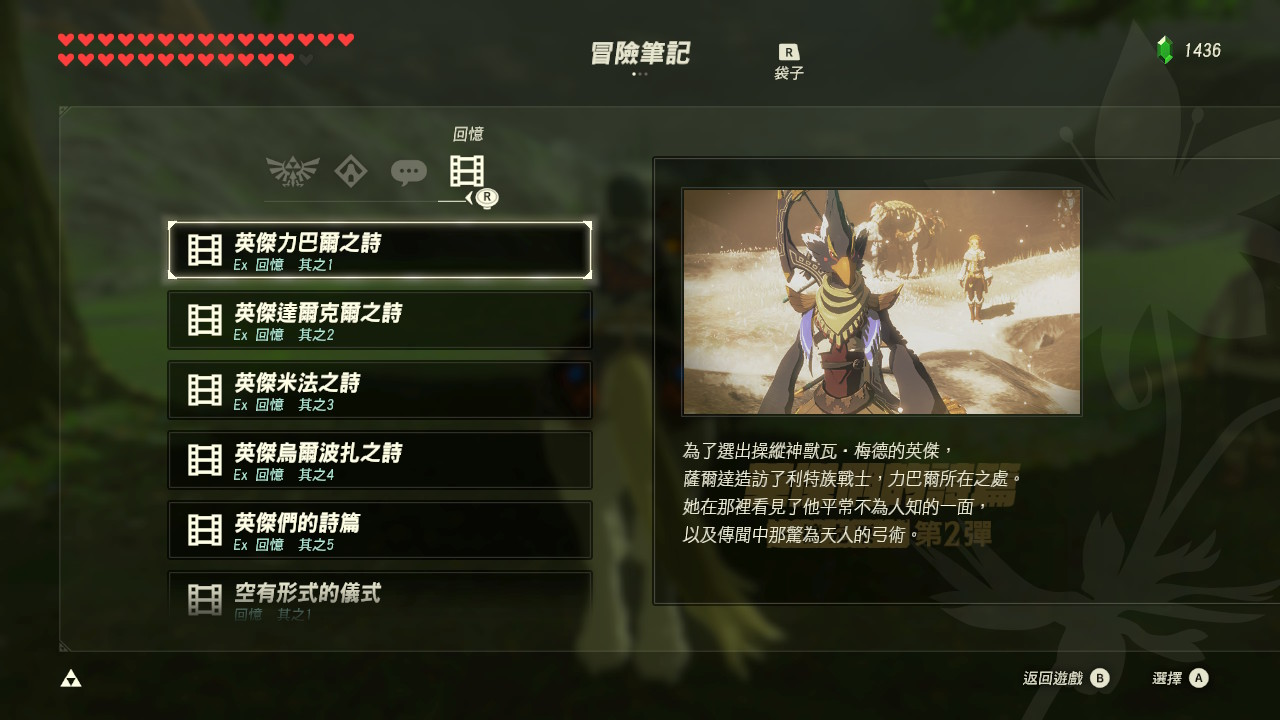 冒險筆記
R
袋子
1436
回憶
R
英傑力巴爾之詩
Ex 回憶 其之1
英傑達爾克爾之詩
Ex 回憶 其之2
英傑米法之詩
Ex 回憶 其之3
英傑烏爾波扎之詩
Ex 回憶 其之4
英傑們的詩篇
Ex 回憶 其之5
空有形式的儀式
回憶 其之1
為了選出操縱神獸瓦・梅德的英傑，
薩爾達造訪了利特族戰士，力巴爾所在之處。
她在那裡看見了他平常不為人知的一面，
以及傳聞中那驚為天人的弓術。
第2彈
返回遊戲 B
選擇 A